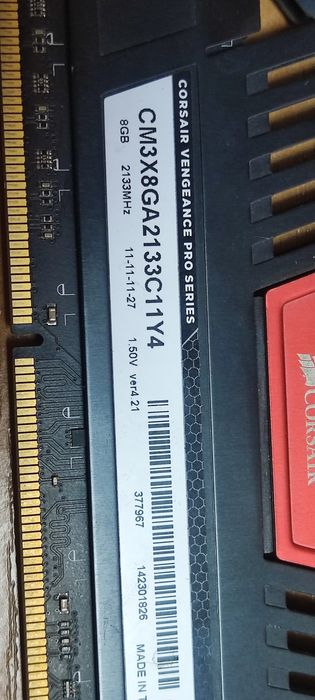 CORSAIR VENGEANCE PRO SERIES
CM3X8GA2133C11Y4
8GB 2133MHz 11-11-11-27 1.50V ver4.21
377967 142301826 MADE IN
CORSAIR